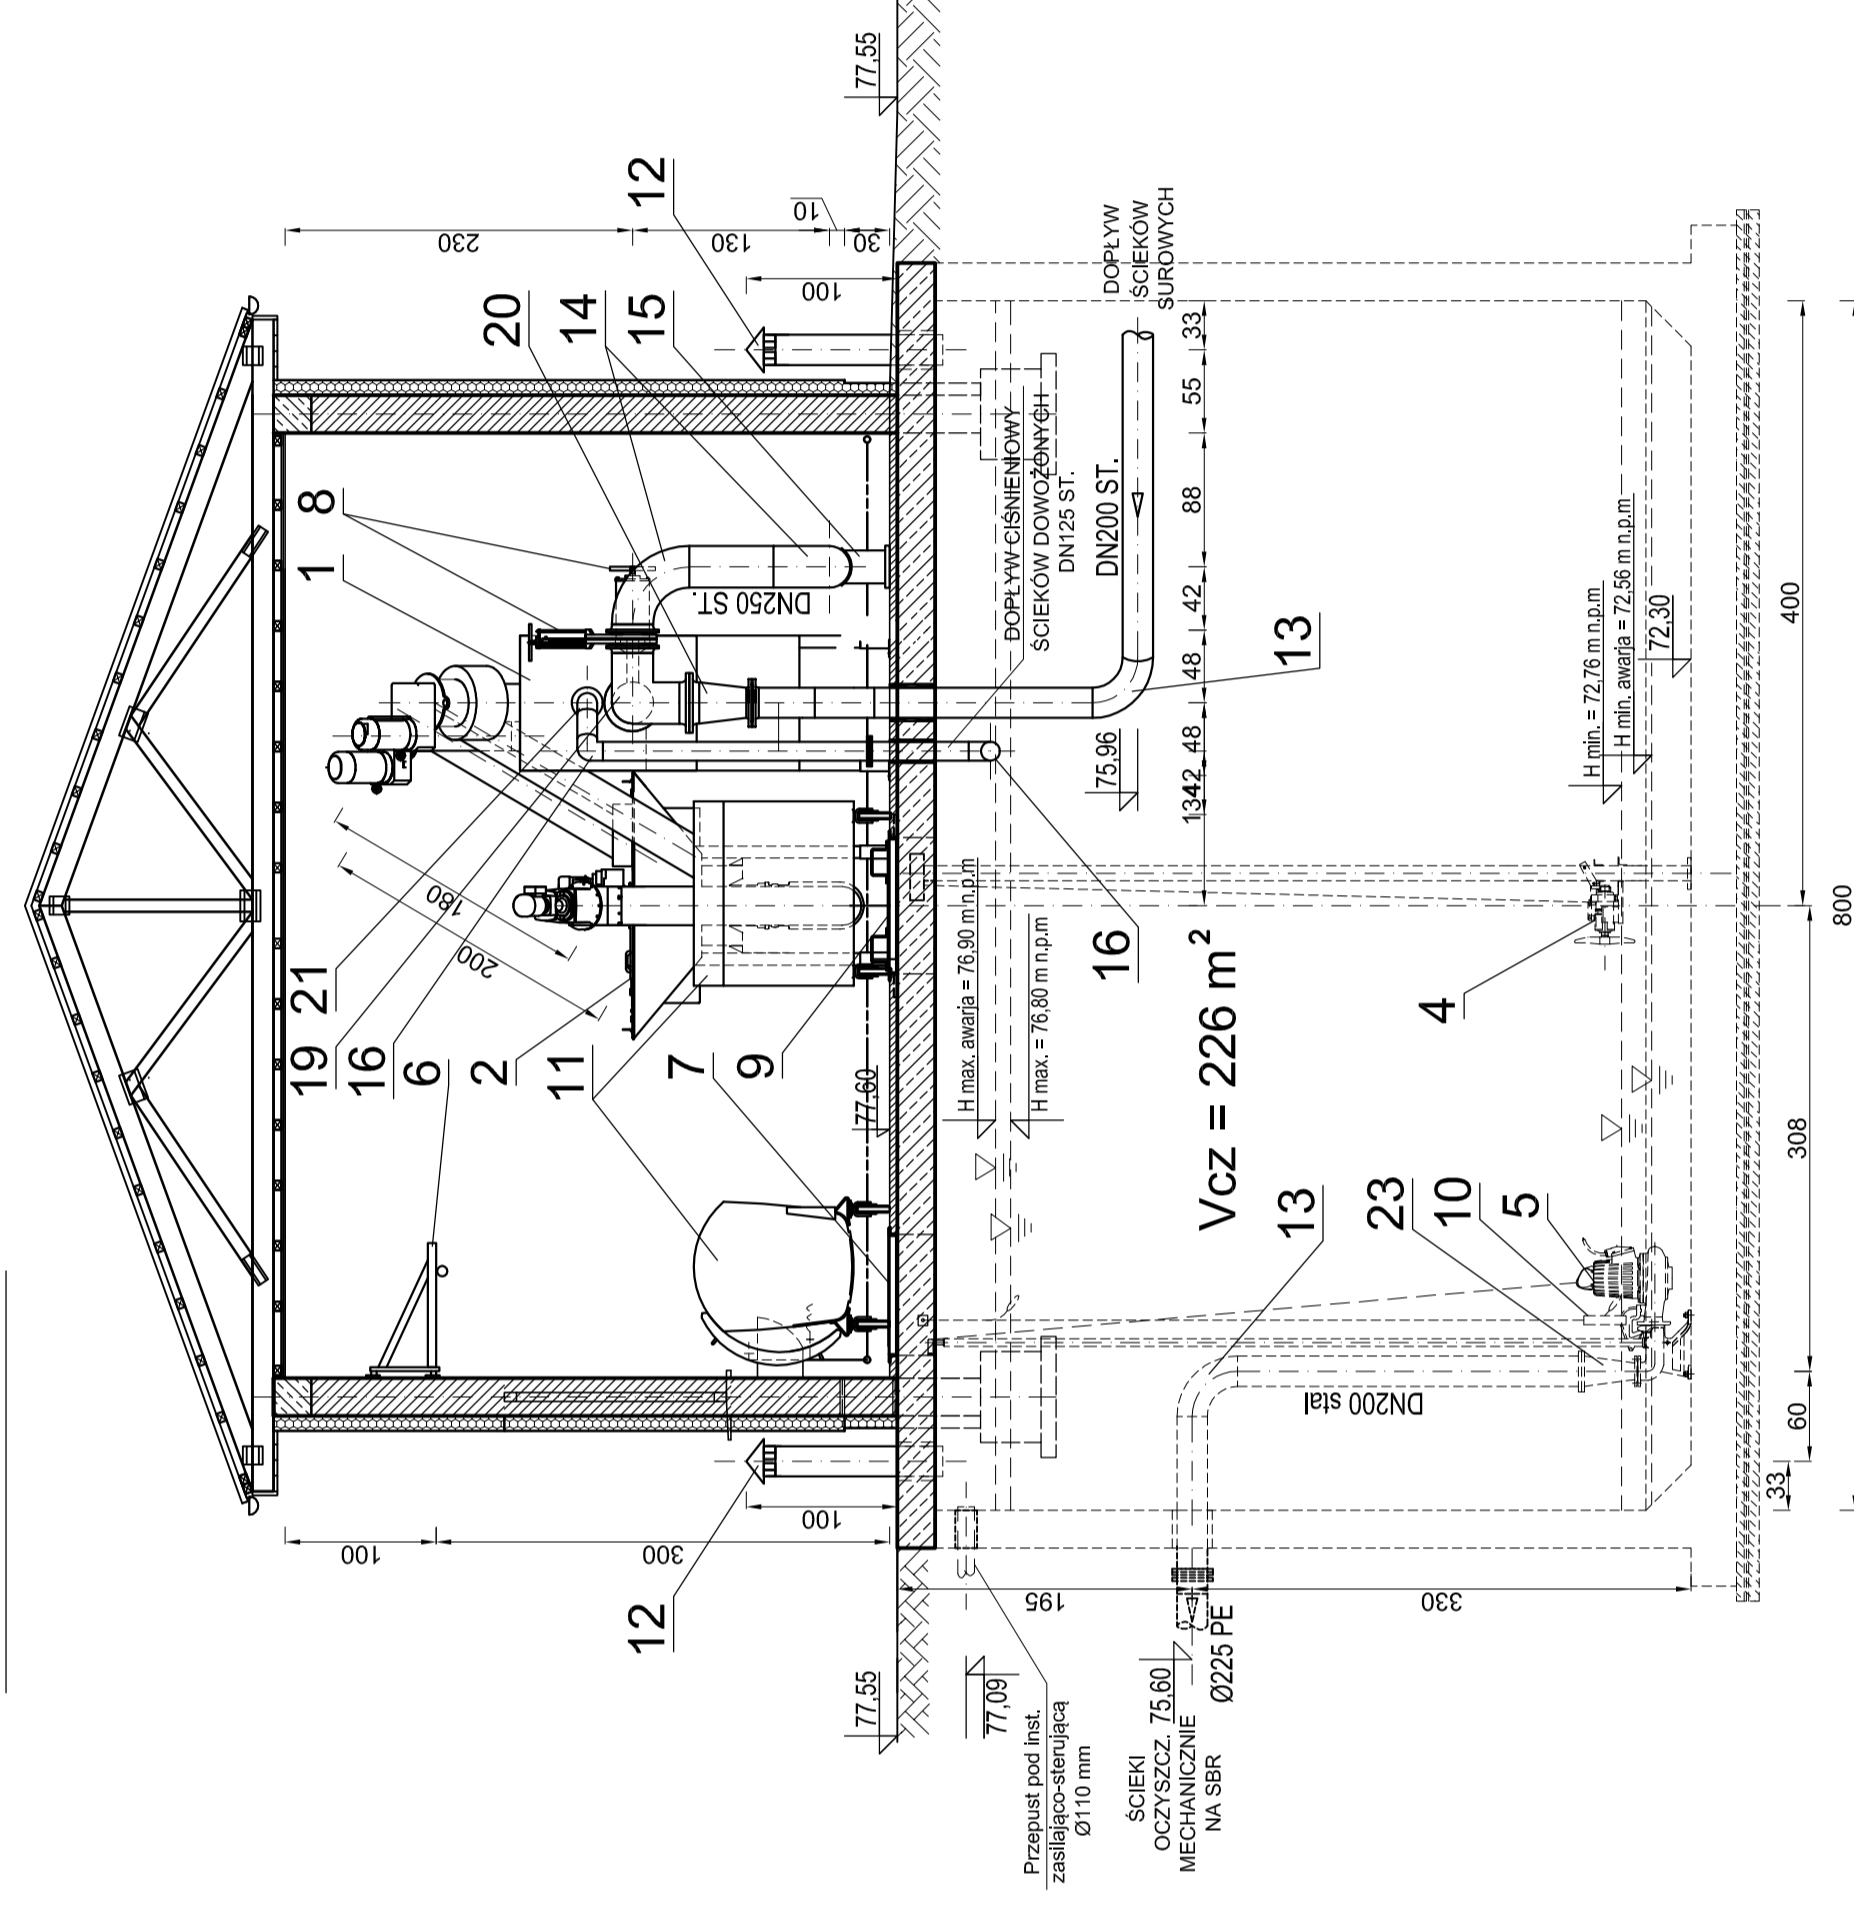 77,55
12
230
130
10
30
100
20
14
15
8
1
DN250 ST.
180
200
21
19
16
6
2
11
7
9
77,60
DOPŁYW
ŚCIEKÓW
SUROWYCH
DOPŁYW CIŚNIENIOWY
ŚCIEKÓW DOWOŻONYCH
DN125 ST.
DN200 ST.
33
55
88
42
48
48
42
134
75,96
13
16
H max. awarja = 76,90 m n.p.m
H max. = 76,80 m n.p.m
H min. = 72,76 m n.p.m
H min. awarja = 72,56 m n.p.m
72,30
Vcz = 226 m²
4
13
23
10
5
DN200 stal
400
308
60
33
800
12
100
300
100
77,55
195
330
77,09
Przepust pod inst.
zasilająco-sterującą
Ø110 mm
ŚCIEKI
OCZYSZCZ.
MECHANICZNIE
NA SBR
75,60
Ø225 PE